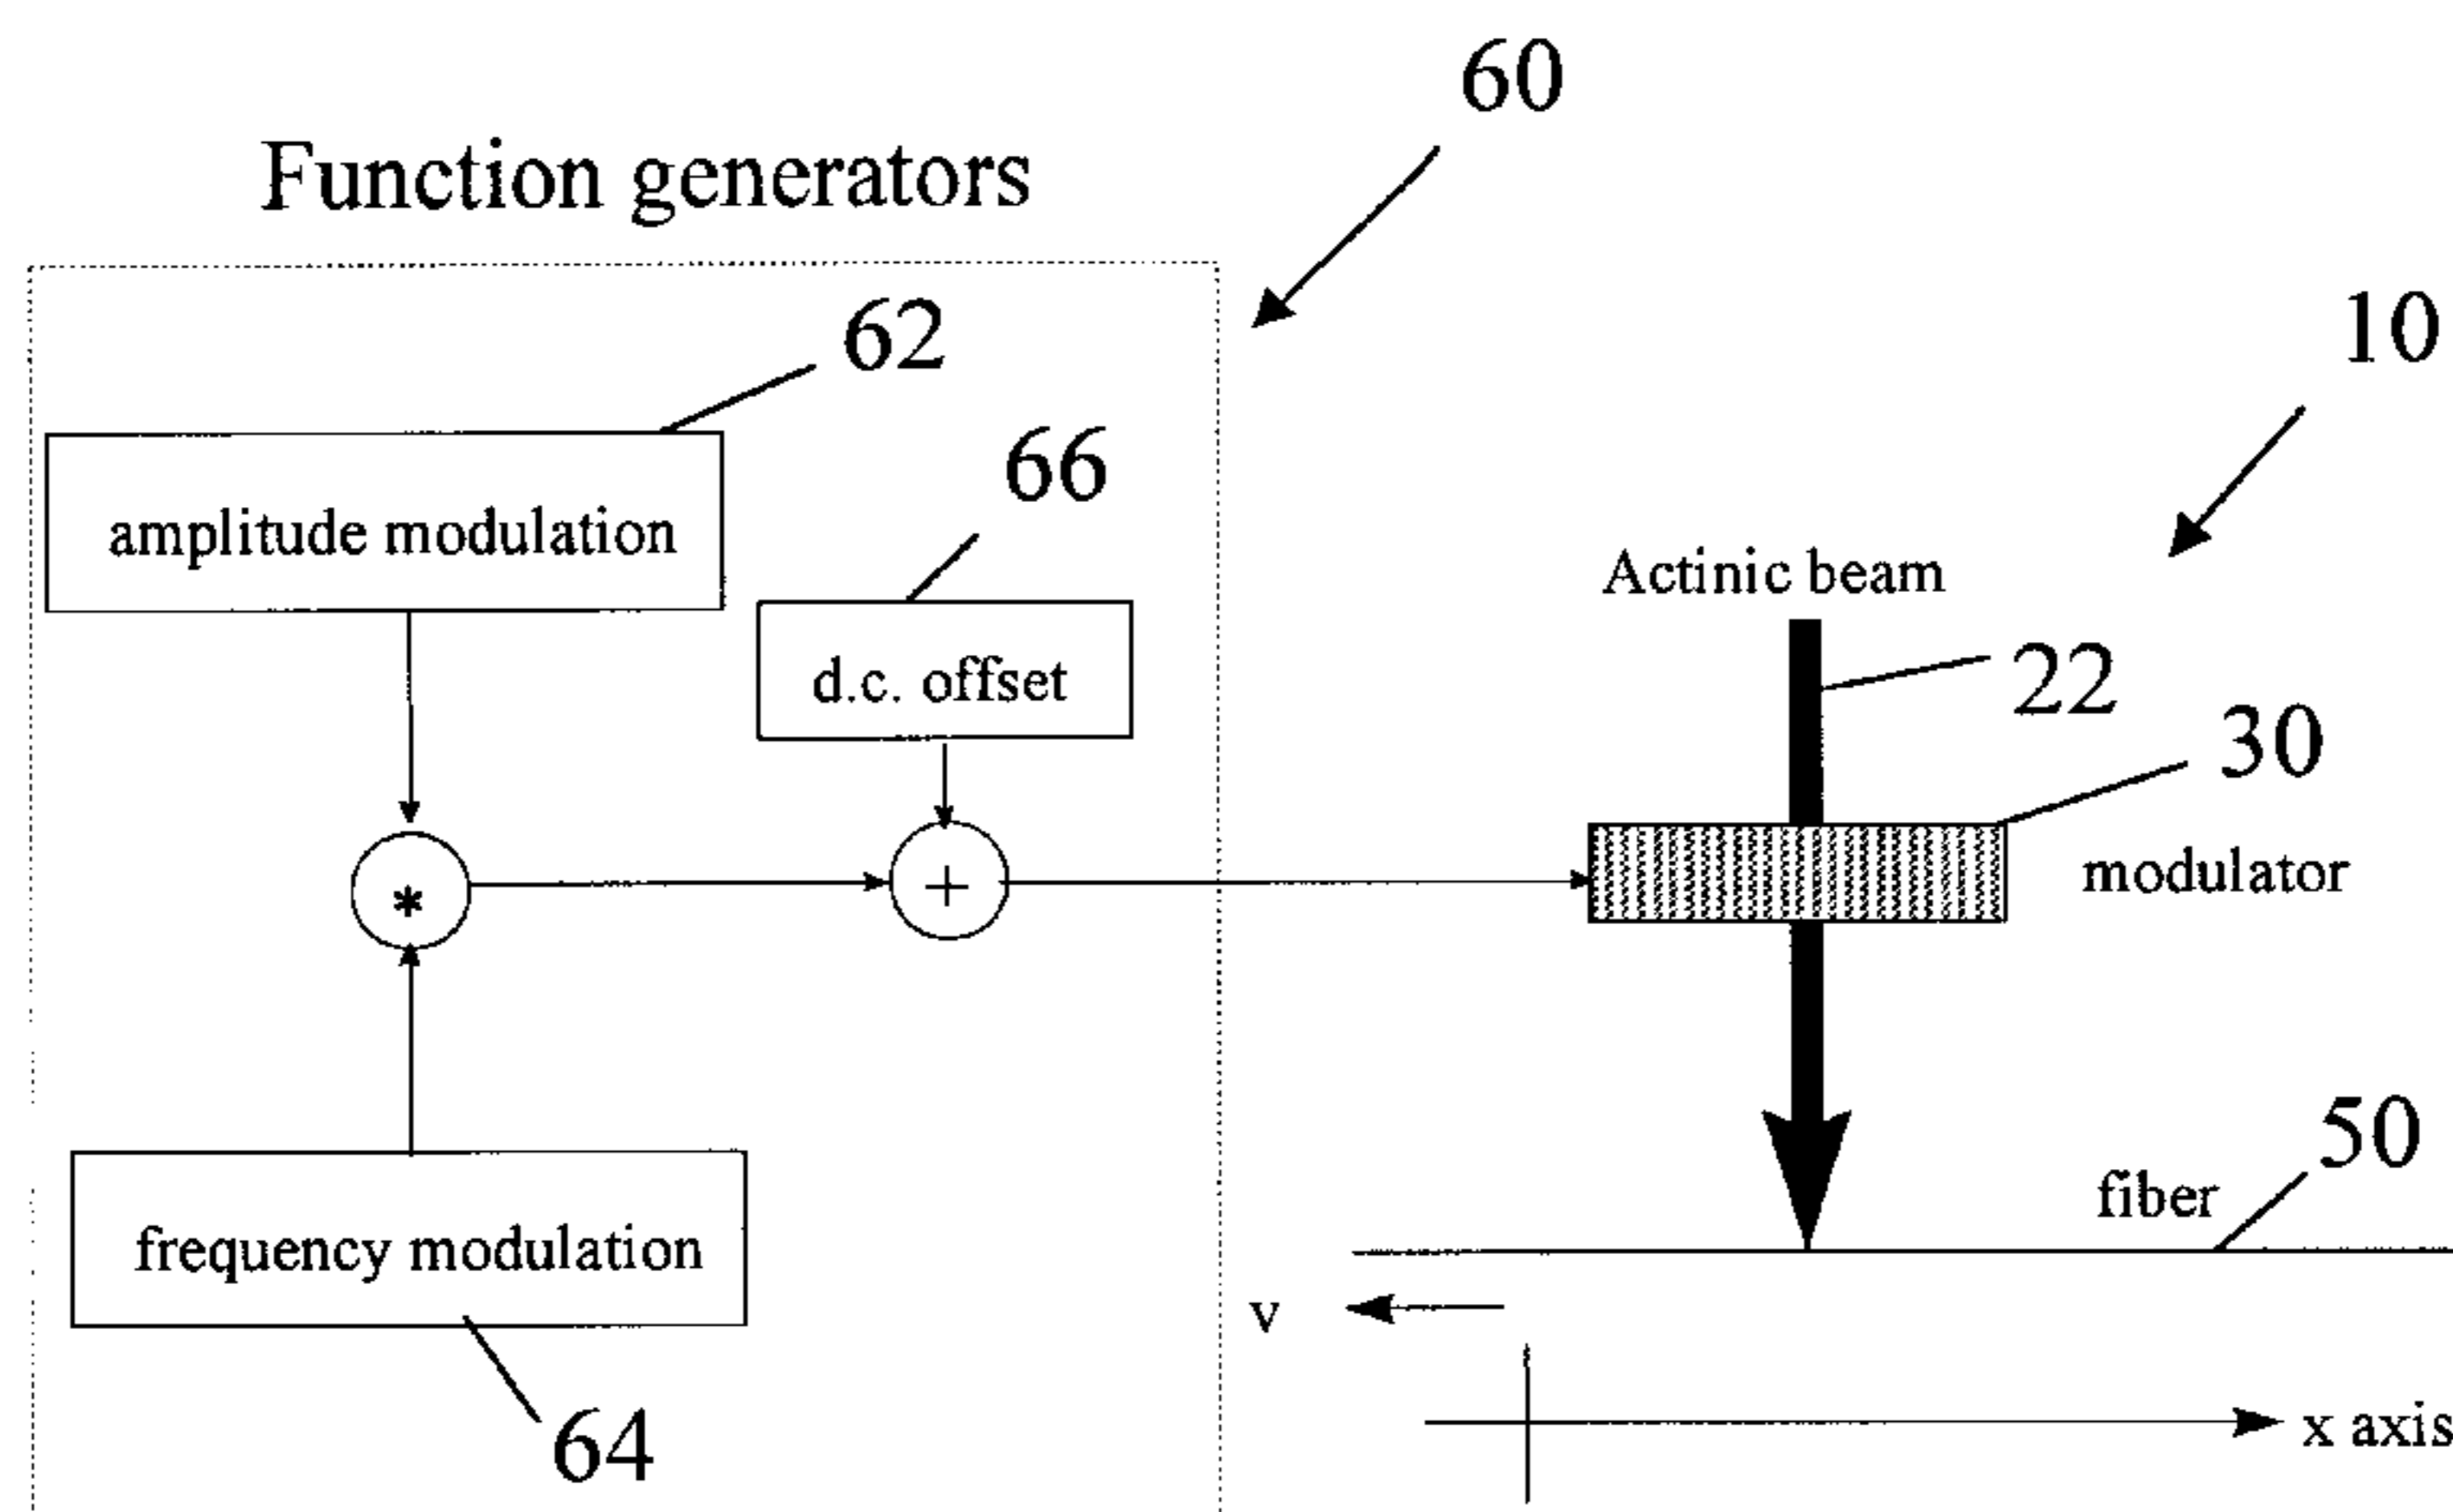 60
Function generators
62
10
66
amplitude modulation
Actinic beam
d.c. offset
22
30
*
+
modulator
50
fiber
frequency modulation
v
64
x axis